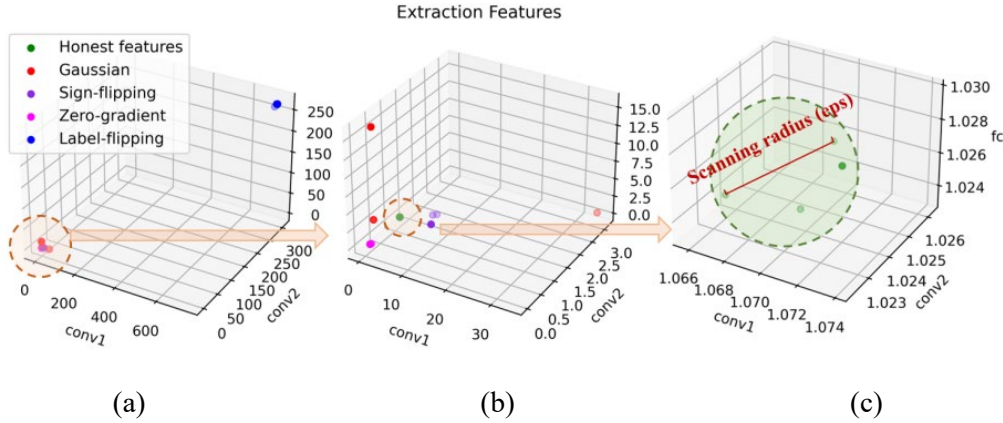 Extraction Features
Honest features
Gaussian
Sign-flipping
Zero-gradient
Label-flipping
250
200
150
100
50
0
300
250
200
150
100
50
0
conv2
0
200
400
600
conv1
15.0
12.5
10.0
7.5
5.0
2.5
0.0
3.0
2.5
2.0
1.5
1.0
0.5
0.0
conv2
0
10
20
30
conv1
Scanning radius (eps)
1.030
1.028
1.026
1.024
fc
1.026
1.025
1.024
1.023
conv2
1.066
1.068
1.070
1.072
1.074
conv1
(a)
(b)
(c)